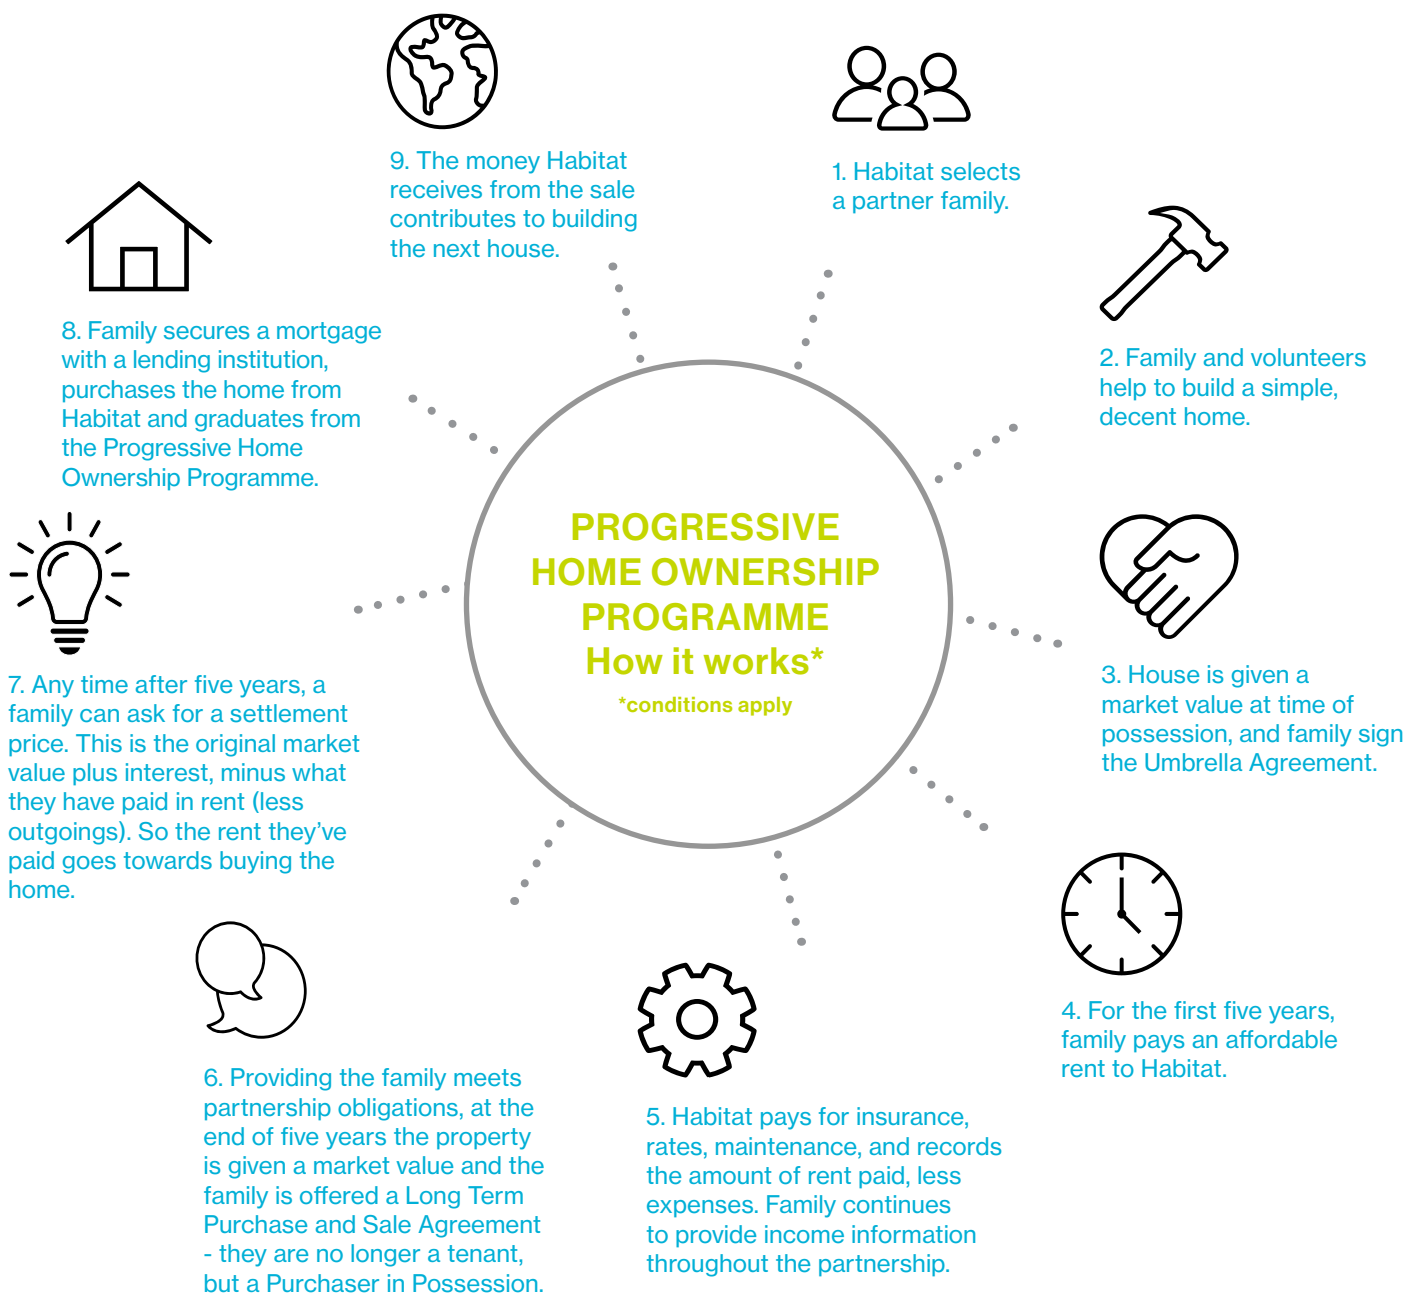 PROGRESSIVE
HOME OWNERSHIP
PROGRAMME
How it works*
*conditions apply
1. Habitat selects
a partner family.
2. Family and volunteers
help to build a simple,
decent home.
3. House is given a
market value at time of
possession, and family sign
the Umbrella Agreement.
4. For the first five years,
family pays an affordable
rent to Habitat.
5. Habitat pays for insurance,
rates, maintenance, and records
the amount of rent paid, less
expenses. Family continues
to provide income information
throughout the partnership.
6. Providing the family meets
partnership obligations, at the
end of five years the property
is given a market value and the
family is offered a Long Term
Purchase and Sale Agreement
- they are no longer a tenant,
but a Purchaser in Possession.
7. Any time after five years, a
family can ask for a settlement
price. This is the original market
value plus interest, minus what
they have paid in rent (less
outgoings). So the rent they've
paid goes towards buying the
home.
8. Family secures a mortgage
with a lending institution,
purchases the home from
Habitat and graduates from
the Progressive Home
Ownership Programme.
9. The money Habitat
receives from the sale
contributes to building
the next house.